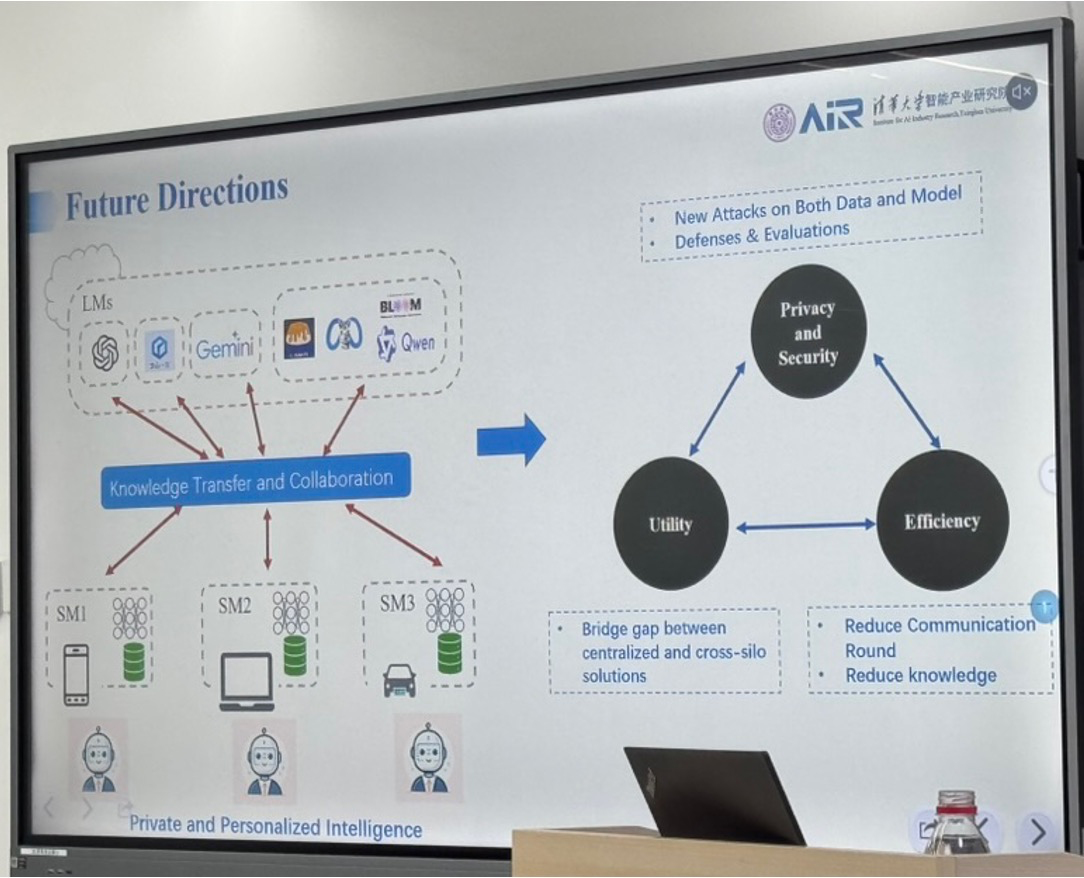 AIR 清华大学智能产业研究院
Institute for AI Industry Research, Tsinghua University
Future Directions
• New Attacks on Both Data and Model
• Defenses & Evaluations
LMs
Gemini
BLOOM
Qwen
Privacy
and
Security
Knowledge Transfer and Collaboration
Utility
Efficiency
SM1
SM2
SM3
• Bridge gap between
centralized and cross-silo
solutions
• Reduce Communication
Round
• Reduce knowledge
Private and Personalized Intelligence